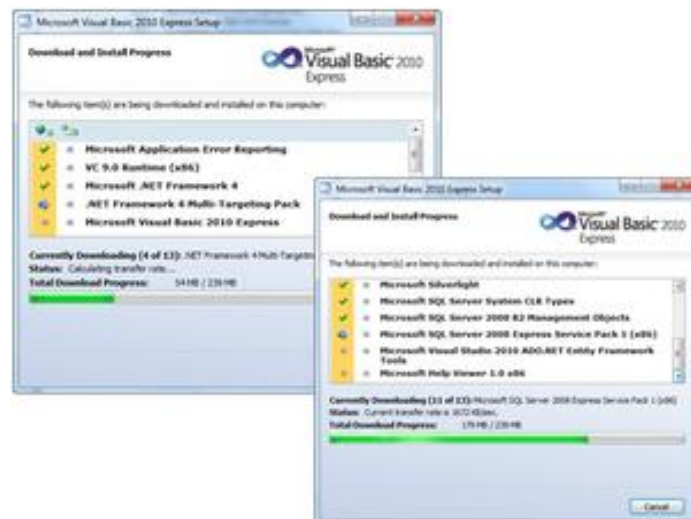 Microsoft Visual Basic 2010 Express Setup
Download and Install Progress
Microsoft
Visual Basic 2010
Express
The following item(s) are being downloaded and installed on this computer:
Microsoft Application Error Reporting
VC 9.0 Runtime (x86)
Microsoft .NET Framework 4
.NET Framework 4 Multi-Targeting Pack
Microsoft Visual Basic 2010 Express
Currently Downloading (4 of 13): .NET Framework 4 Multi-Targeting
Status: Calculating transfer rate...
Total Download Progress: 54 MB / 239 MB
Microsoft Visual Basic 2010 Express Setup
Download and Install Progress
Microsoft
Visual Basic 2010
Express
The following item(s) are being downloaded and installed on this computer:
Microsoft Silverlight
Microsoft SQL Server System CLR Types
Microsoft SQL Server 2008 R2 Management Objects
Microsoft SQL Server 2008 Express Service Pack 1 (x86)
Microsoft Visual Studio 2010 ADO.NET Entity Framework
Tools
Microsoft Help Viewer 1.0 x86
Currently Downloading (11 of 13): Microsoft SQL Server 2008 Express Service Pack 1 (x86)
Status: Current transfer rate is 1672 KB/sec.
Total Download Progress: 179 MB / 239 MB
Cancel